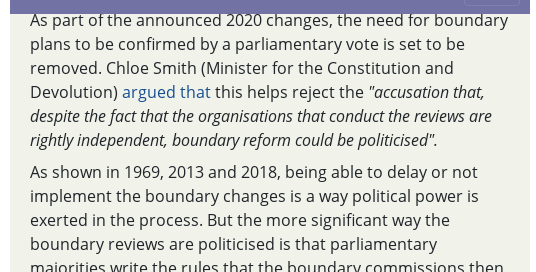 As part of the announced 2020 changes, the need for boundary
plans to be confirmed by a parliamentary vote is set to be
removed. Chloe Smith (Minister for the Constitution and
Devolution) argued that this helps reject the "accusation that,
despite the fact that the organisations that conduct the reviews are
rightly independent, boundary reform could be politicised".
As shown in 1969, 2013 and 2018, being able to delay or not
implement the boundary changes is a way political power is
exerted in the process. But the more significant way the
boundary reviews are politicised is that parliamentary
majorities write the rules that the boundary commissions then